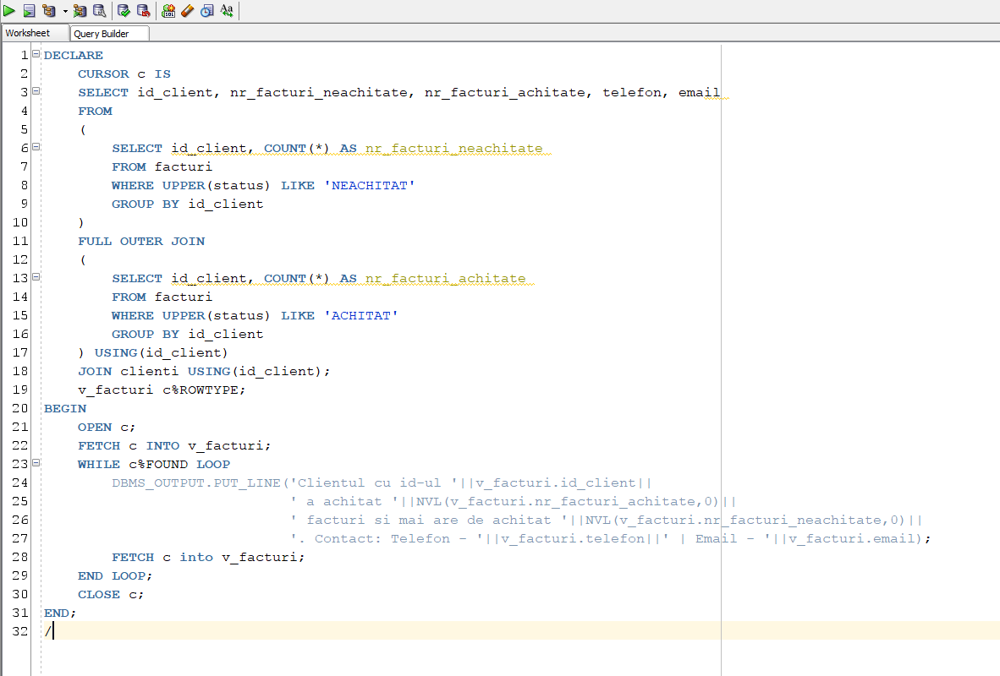 Worksheet Query Builder
1 DECLARE
2 CURSOR c IS
3 SELECT id_client, nr_facturi_neachitate, nr_facturi_achitate, telefon, email
4 FROM
5 (
6 SELECT id_client, COUNT(*) AS nr_facturi_neachitate
7 FROM facturi
8 WHERE UPPER(status) LIKE 'NEACHITAT'
9 GROUP BY id_client
10 )
11 FULL OUTER JOIN
12 (
13 SELECT id_client, COUNT(*) AS nr_facturi_achitate
14 FROM facturi
15 WHERE UPPER(status) LIKE 'ACHITAT'
16 GROUP BY id_client
17 ) USING(id_client)
18 JOIN clienti USING(id_client);
19 v_facturi c%ROWTYPE;
20 BEGIN
21 OPEN c;
22 FETCH c INTO v_facturi;
23 WHILE c%FOUND LOOP
24 DBMS_OUTPUT.PUT_LINE('Clientul cu id-ul '||v_facturi.id_client||
25 ' a achitat '||NVL(v_facturi.nr_facturi_achitate,0)||
26 ' facturi si mai are de achitat '||NVL(v_facturi.nr_facturi_neachitate,0)||
27 '. Contact: Telefon - '||v_facturi.telefon||' | Email - '||v_facturi.email);
28 FETCH c into v_facturi;
29 END LOOP;
30 CLOSE c;
31 END;
32 /